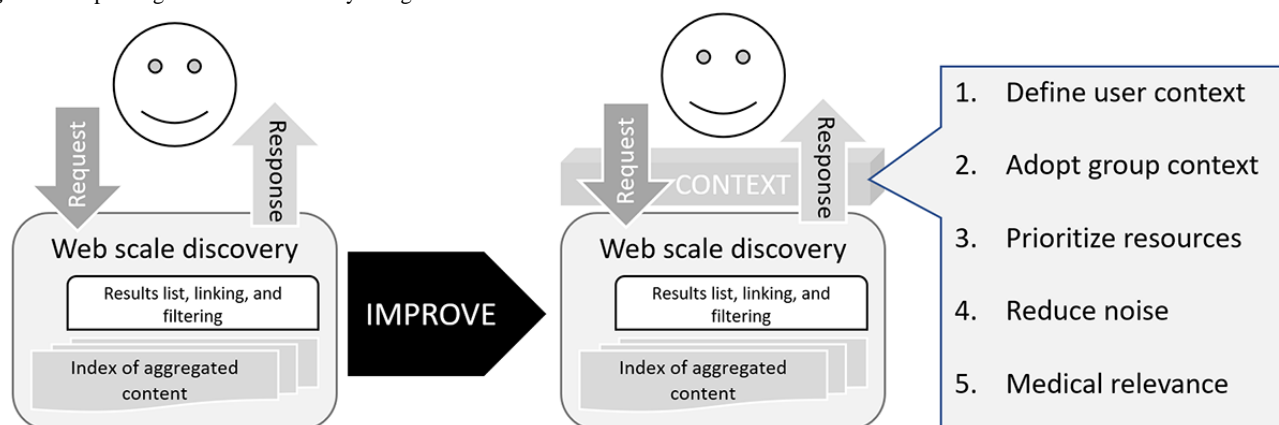 Request
Response
Web scale discovery
Results list, linking, and
filtering
Index of aggregated
content
IMPROVE
Request
CONTEXT
Response
Web scale discovery
Results list, linking, and
filtering
Index of aggregated
content
1. Define user context
2. Adopt group context
3. Prioritize resources
4. Reduce noise
5. Medical relevance